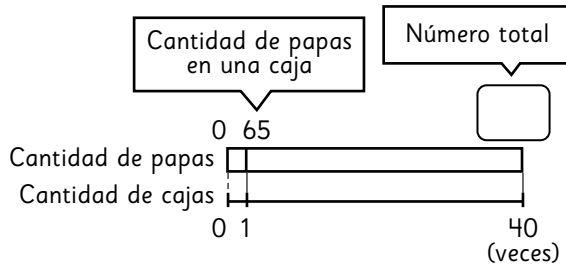 Cantidad de papas
en una caja
Número total
0 65
Cantidad de papas
Cantidad de cajas
0 1 40
(veces)